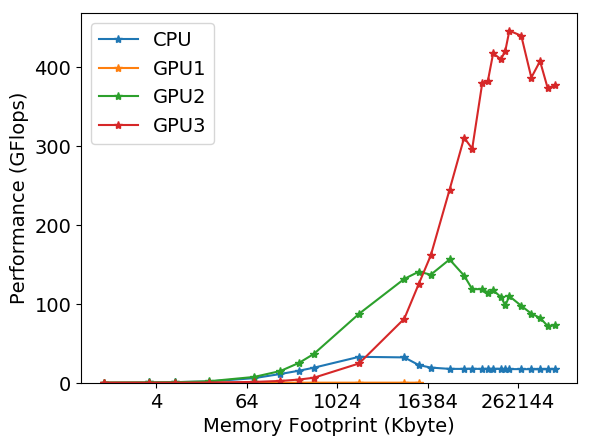 CPU
GPU1
GPU2
GPU3
400
300
200
100
0
Performance (GFlops)
4 64 1024 16384 262144
Memory Footprint (Kbyte)